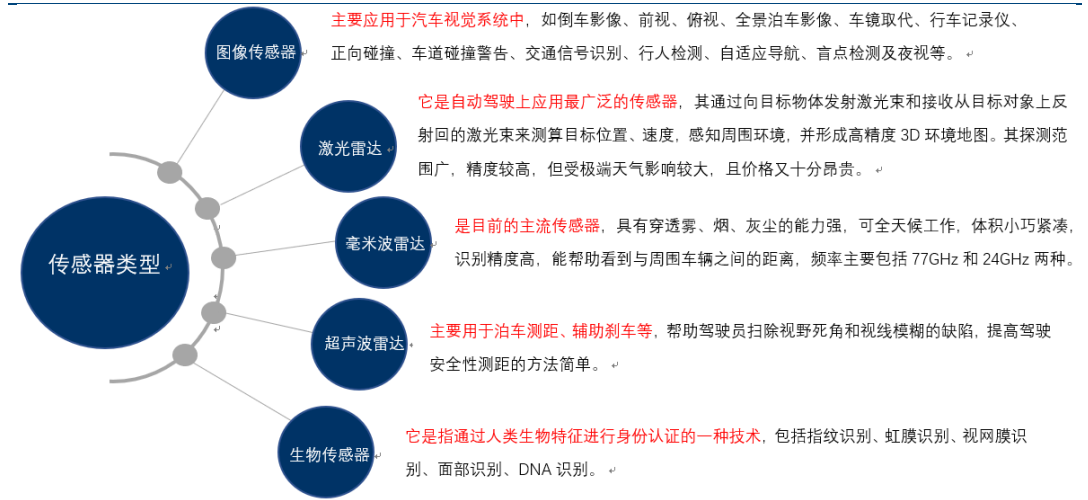 主要应用于汽车视觉系统中，如倒车影像、前视、俯视、全景泊车影像、车镜取代、行车记录仪、
图像传感器
正向碰撞、车道碰撞警告、交通信号识别、行人检测、自适应导航、盲点检测及夜视等。
它是自动驾驶上应用最广泛的传感器，其通过向目标物体发射激光束和接收从目标对象上反
射回的激光束来测算目标位置、速度，感知周围环境，并形成高精度 3D 环境地图。其探测范
激光雷达
围广，精度较高，但受极端天气影响较大，且价格又十分昂贵。
是目前的主流传感器，具有穿透雾、烟、灰尘的能力强，可全天候工作，体积小巧紧凑，
毫米波雷达
识别精度高，能帮助看到与周围车辆之间的距离，频率主要包括 77GHz 和 24GHz 两种。
传感器类型
主要用于泊车测距、辅助刹车等，帮助驾驶员扫除视野死角和视线模糊的缺陷，提高驾驶
超声波雷达
安全性测距的方法简单。
它是指通过人类生物特征进行身份认证的一种技术，包括指纹识别、虹膜识别、视网膜识
生物传感器
别、面部识别、DNA 识别。